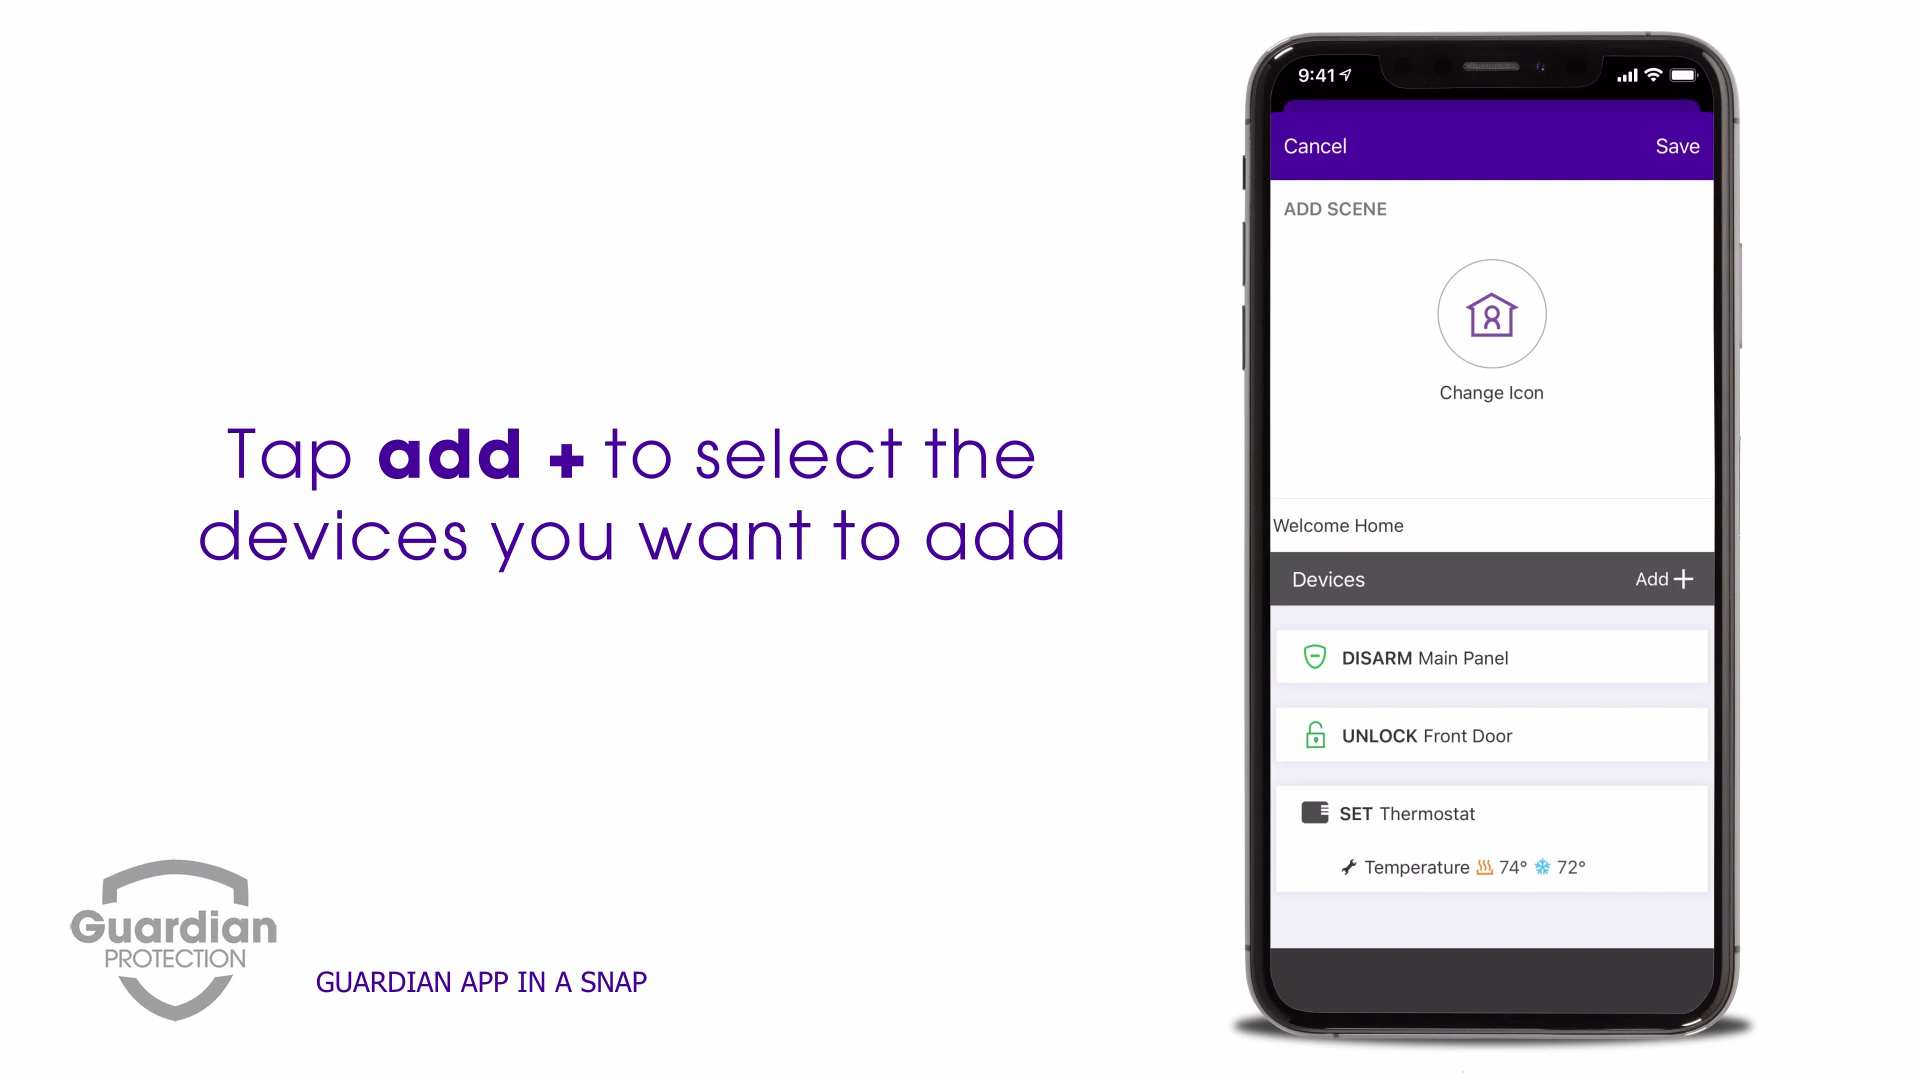 Tap add + to select the
devices you want to add
Guardian
PROTECTION
GUARDIAN APP IN A SNAP
9:41
Cancel
Save
ADD SCENE
Change Icon
Welcome Home
Devices
Add +
DISARM Main Panel
UNLOCK Front Door
SET Thermostat
Temperature 74° 72°